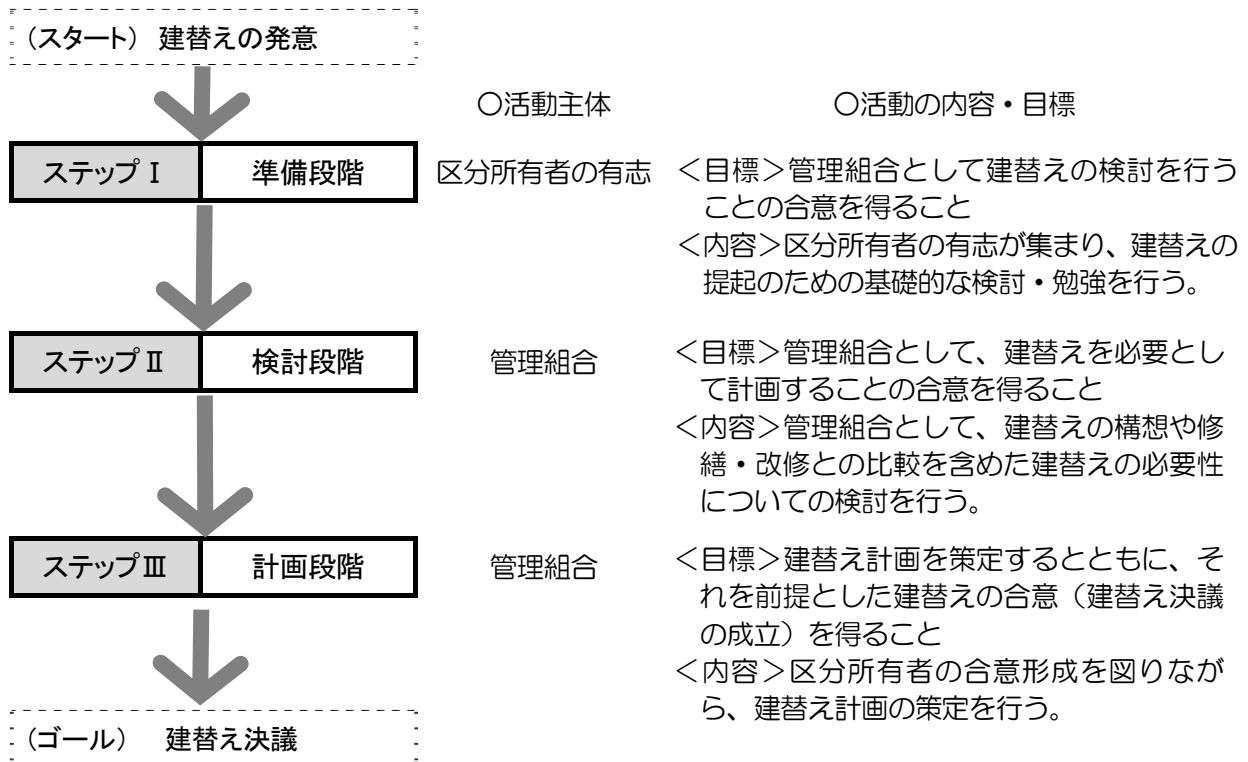 (スタート) 建替えの発意
○活動主体
○活動の内容・目標
ステップⅠ 準備段階
区分所有者の有志
＜目標＞管理組合として建替えの検討を行う
ことの合意を得ること
＜内容＞区分所有者の有志が集まり、建替えの
提起のための基礎的な検討・勉強を行う。
ステップⅡ 検討段階
管理組合
＜目標＞管理組合として、建替えを必要とし
て計画することの合意を得ること
＜内容＞管理組合として、建替えの構想や修
繕・改修との比較を含めた建替えの必要性
についての検討を行う。
ステップⅢ 計画段階
管理組合
＜目標＞建替え計画を策定するとともに、そ
れを前提とした建替えの合意（建替え決議
の成立）を得ること
＜内容＞区分所有者の合意形成を図りなが
ら、建替え計画の策定を行う。
(ゴール) 建替え決議